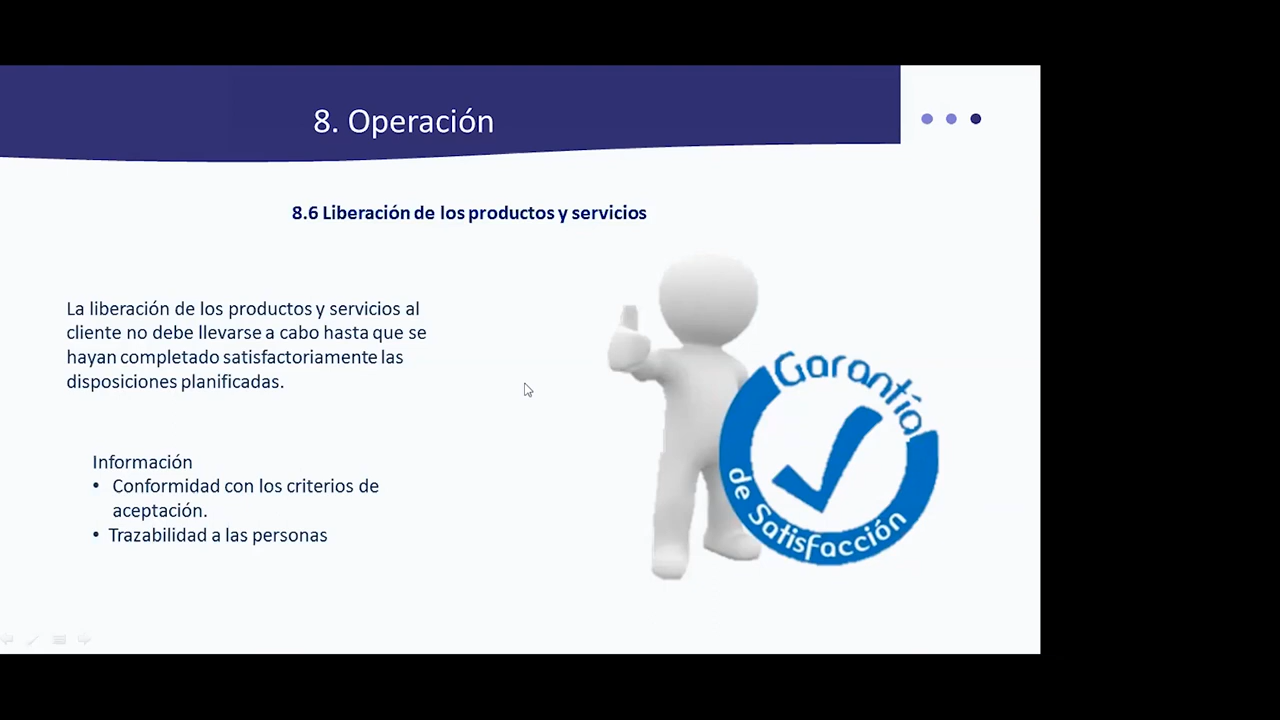 8. Operación
8.6 Liberación de los productos y servicios
La liberación de los productos y servicios al
cliente no debe llevarse a cabo hasta que se
hayan completado satisfactoriamente las
disposiciones planificadas.
Información
• Conformidad con los criterios de
aceptación.
• Trazabilidad a las personas
Garantía
de Satisfacción